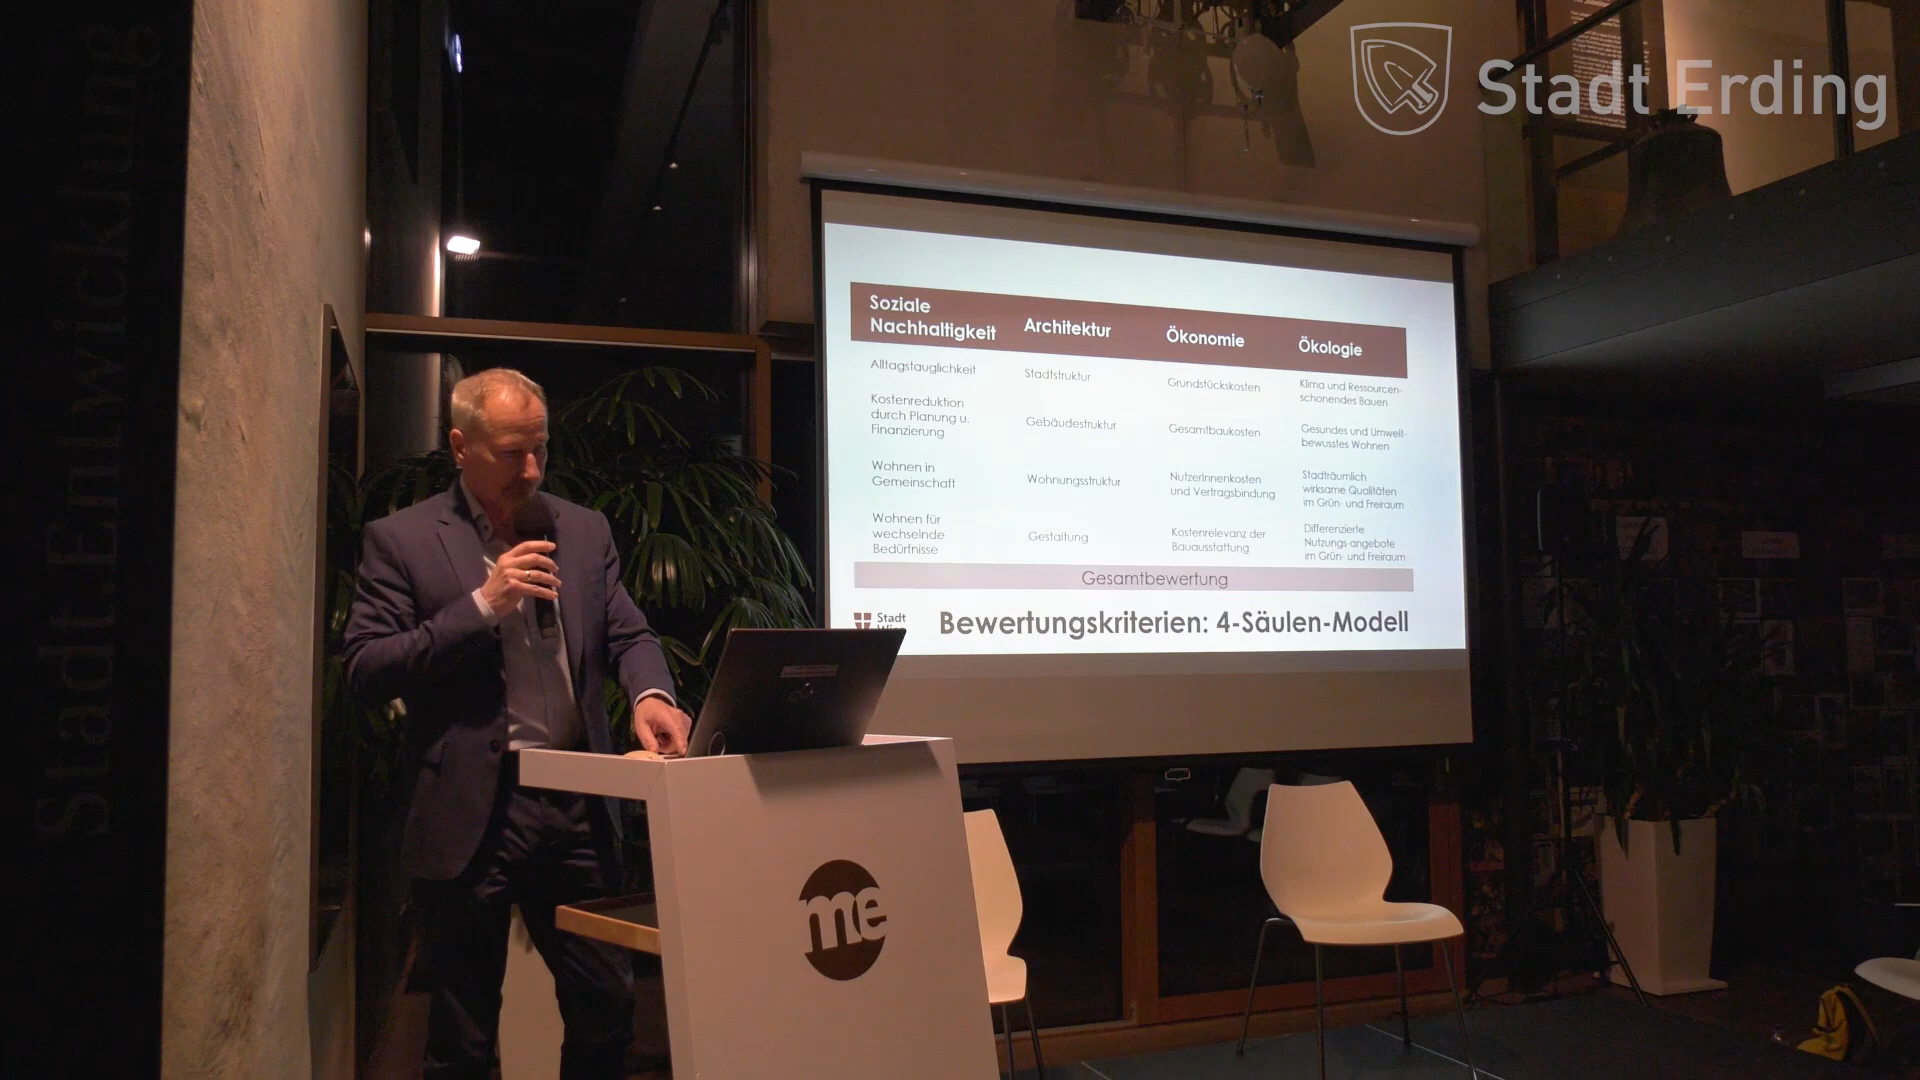 Stadt Erding
Stadt.Entwicklung
Soziale
Nachhaltigkeit
Architektur
Ökonomie
Ökologie
Alltagstauglichkeit
Stadtstruktur
Grundstückskosten
Klima und Ressourcen-
schonendes Bauen
Kostenreduktion
durch Planung u.
Finanzierung
Gebäudestruktur
Gesamtbaukosten
Gesundes und Umwelt-
bewusstes Wohnen
Wohnen in
Gemeinschaft
Wohnungsstruktur
NutzerInnenkosten
und Vertragsbindung
Stadträumlich
wirksame Qualitäten
im Grün- und Freiraum
Wohnen für
wechselnde
Bedürfnisse
Gestaltung
Kostenrelevanz der
Bauausstattung
Differenzierte
Nutzungs-angebote
im Grün- und Freiraum
Gesamtbewertung
Stadt
Bewertungskriterien: 4-Säulen-Modell
me